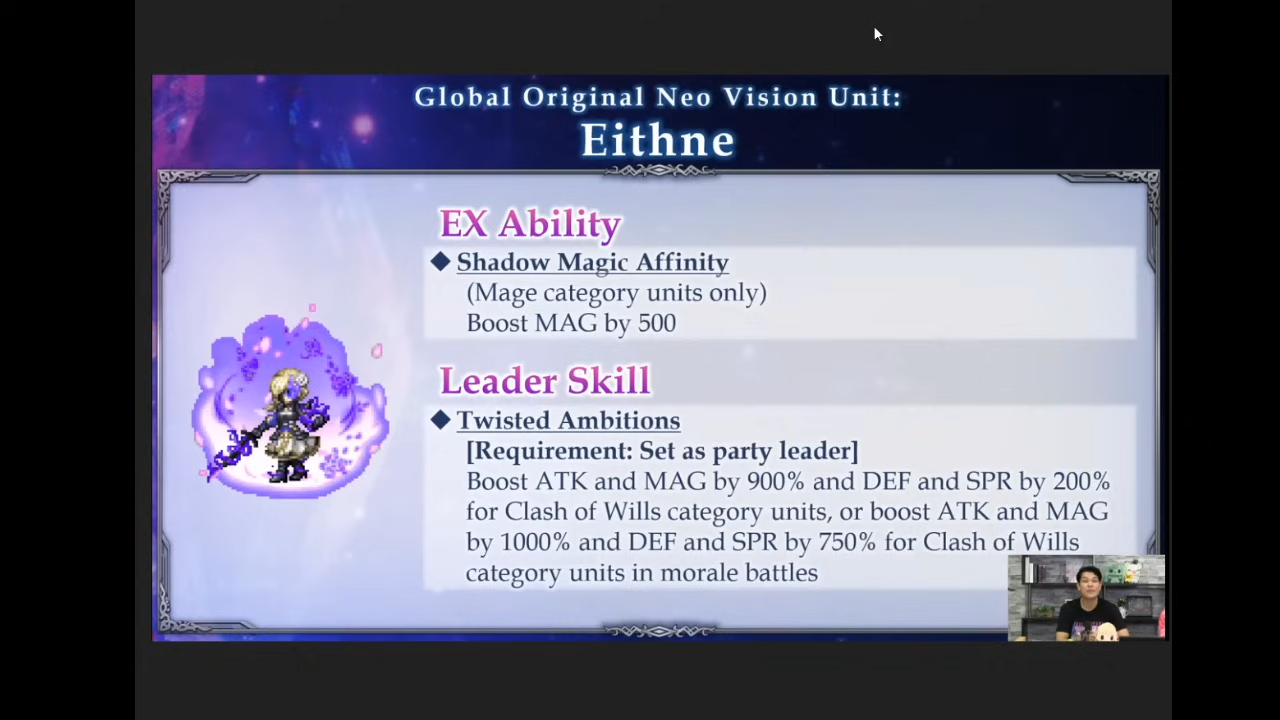 Global Original Neo Vision Unit:
Eithne
EX Ability
Shadow Magic Affinity
(Mage category units only)
Boost MAG by 500
Leader Skill
Twisted Ambitions
[Requirement: Set as party leader]
Boost ATK and MAG by 900% and DEF and SPR by 200%
for Clash of Wills category units, or boost ATK and MAG
by 1000% and DEF and SPR by 750% for Clash of Wills
category units in morale battles